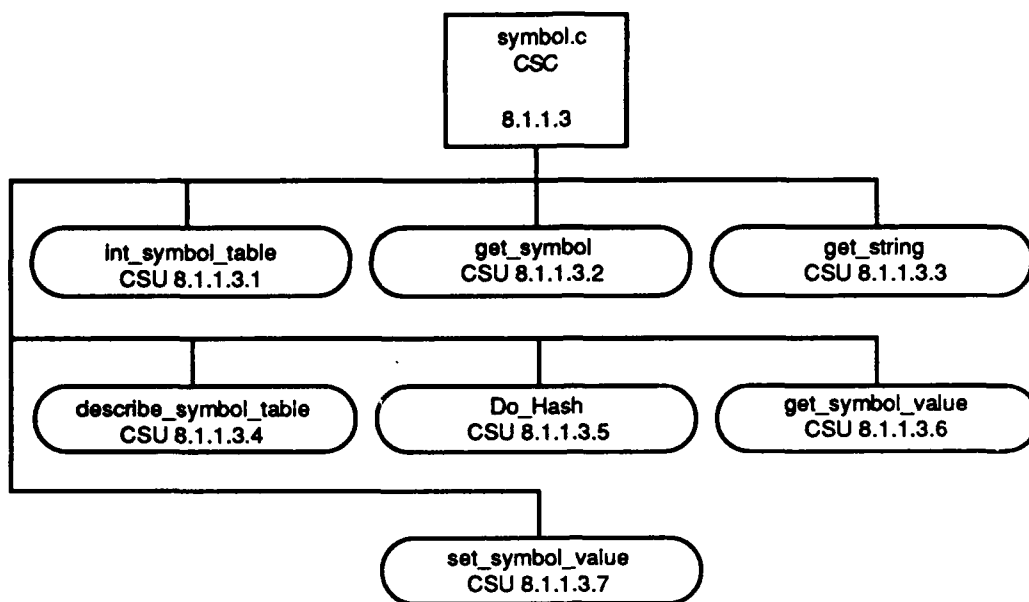 symbol.c
CSC
8.1.1.3
int_symbol_table
CSU 8.1.1.3.1
get_symbol
CSU 8.1.1.3.2
get_string
CSU 8.1.1.3.3
describe_symbol_table
CSU 8.1.1.3.4
Do_Hash
CSU 8.1.1.3.5
get_symbol_value
CSU 8.1.1.3.6
set_symbol_value
CSU 8.1.1.3.7